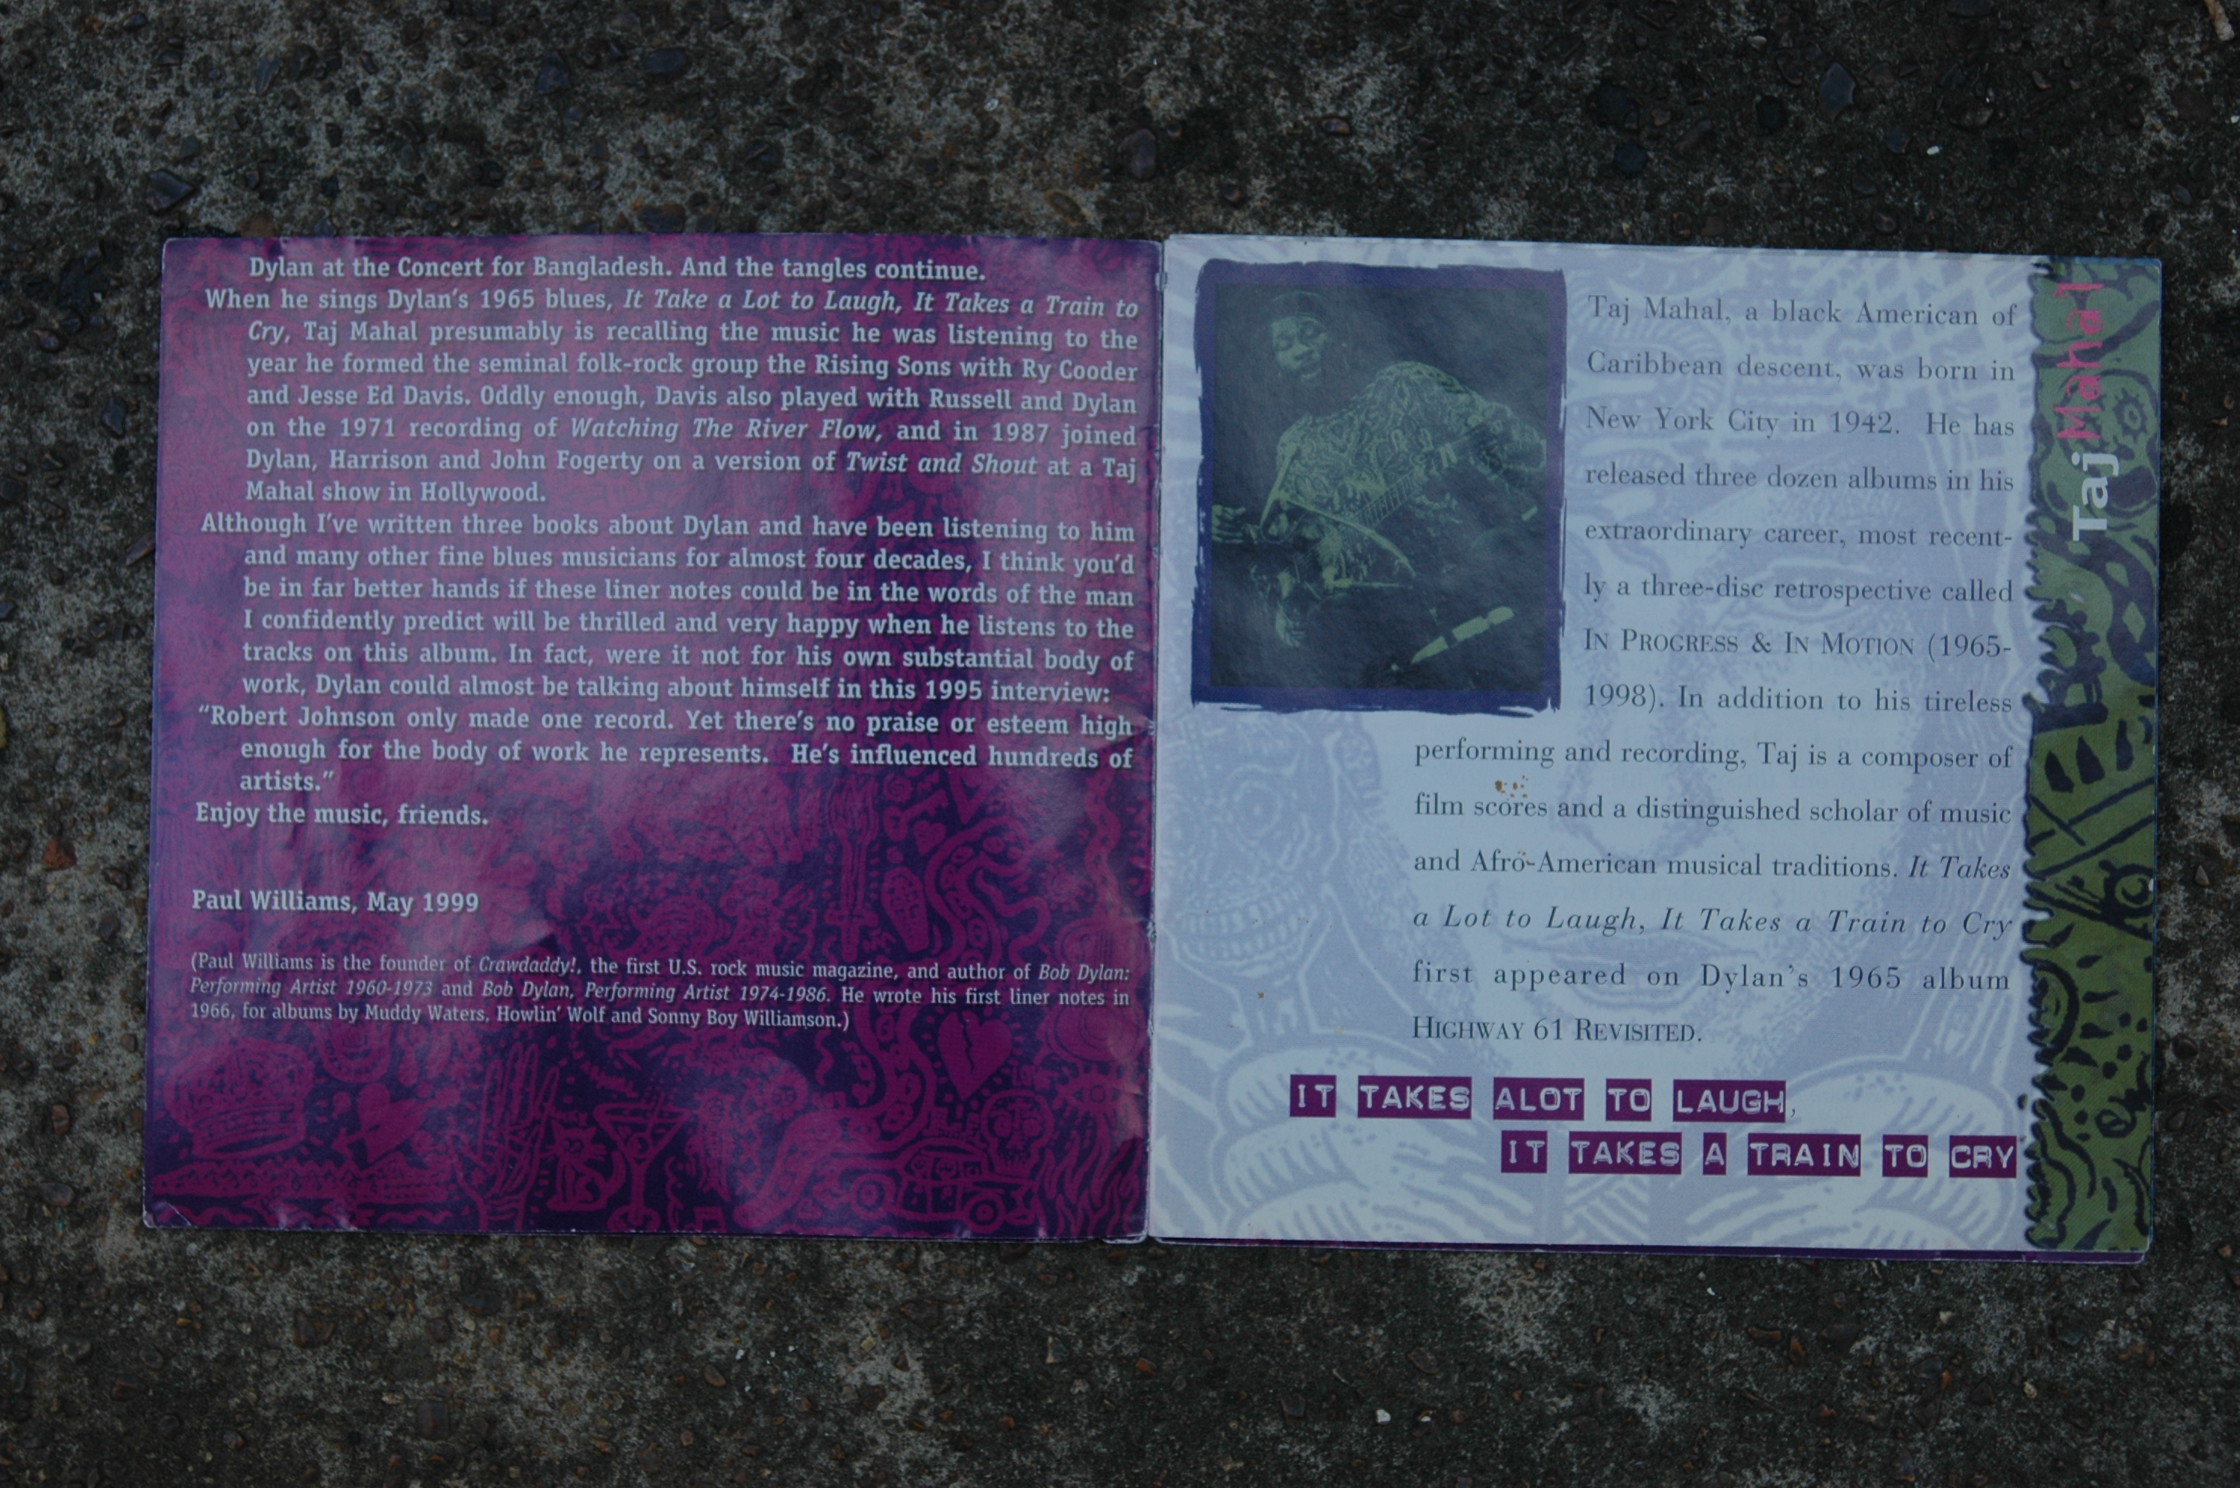 Dylan at the Concert for Bangladesh. And the tangles continue.
When he sings Dylan's 1965 blues, It Take a Lot to Laugh, It Takes a Train to
Cry, Taj Mahal presumably is recalling the music he was listening to the
year he formed the seminal folk-rock group the Rising Sons with Ry Cooder
and Jesse Ed Davis. Oddly enough, Davis also played with Russell and Dylan
on the 1971 recording of Watching The River Flow, and in 1987 joined
Dylan, Harrison and John Fogerty on a version of Twist and Shout at a Taj
Mahal show in Hollywood.
Although I've written three books about Dylan and have been listening to him
and many other fine blues musicians for almost four decades, I think you'd
be in far better hands if these liner notes could be in the words of the man
I confidently predict will be thrilled and very happy when he listens to the
tracks on this album. In fact, were it not for his own substantial body of
work, Dylan could almost be talking about himself in this 1995 interview:
"Robert Johnson only made one record. Yet there's no praise or esteem high
enough for the body of work he represents. He's influenced hundreds of
artists."
Enjoy the music, friends.
Paul Williams, May 1999
(Paul Williams is the founder of Crawdaddy!, the first U.S. rock music magazine, and author of Bob Dylan:
Performing Artist 1960-1973 and Bob Dylan, Performing Artist 1974-1986. He wrote his first liner notes in
1966, for albums by Muddy Waters, Howlin' Wolf and Sonny Boy Williamson.)
Taj
Mahal
Taj Mahal, a black American of
Caribbean descent, was born in
New York City in 1942. He has
released three dozen albums in his
extraordinary career, most recent-
ly a three-disc retrospective called
IN PROGRESS & IN MOTION (1965-
1998). In addition to his tireless
performing and recording, Taj is a composer of
film scores and a distinguished scholar of music
and Afro-American musical traditions. It Takes
a Lot to Laugh, It Takes a Train to Cry
first appeared on Dylan's 1965 album
HIGHWAY 61 REVISITED.
IT TAKES ALOT TO LAUGH,
IT TAKES A TRAIN TO CRY